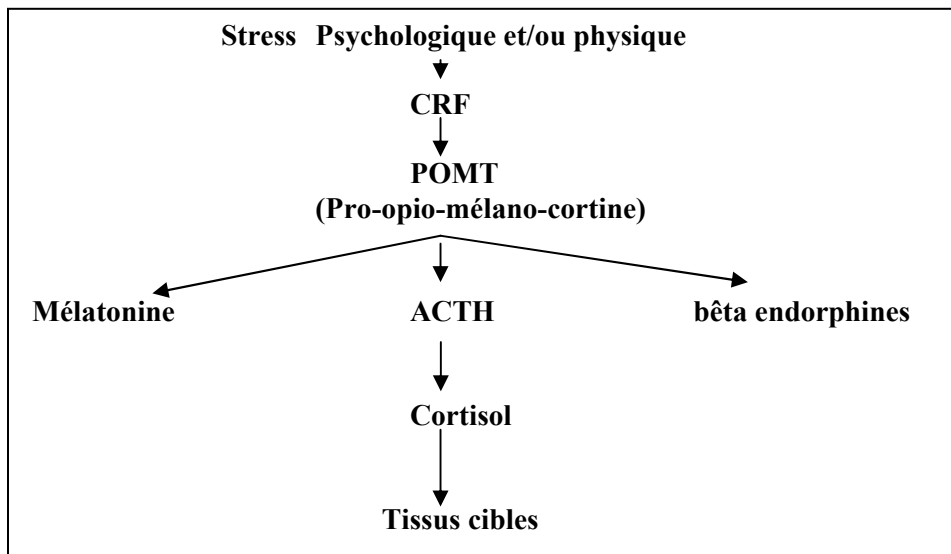 Stress Psychologique et/ou physique
CRF
POMT
(Pro-opio-mélano-cortine)
Mélatonine ACTH bêta endorphines
Cortisol
Tissus cibles